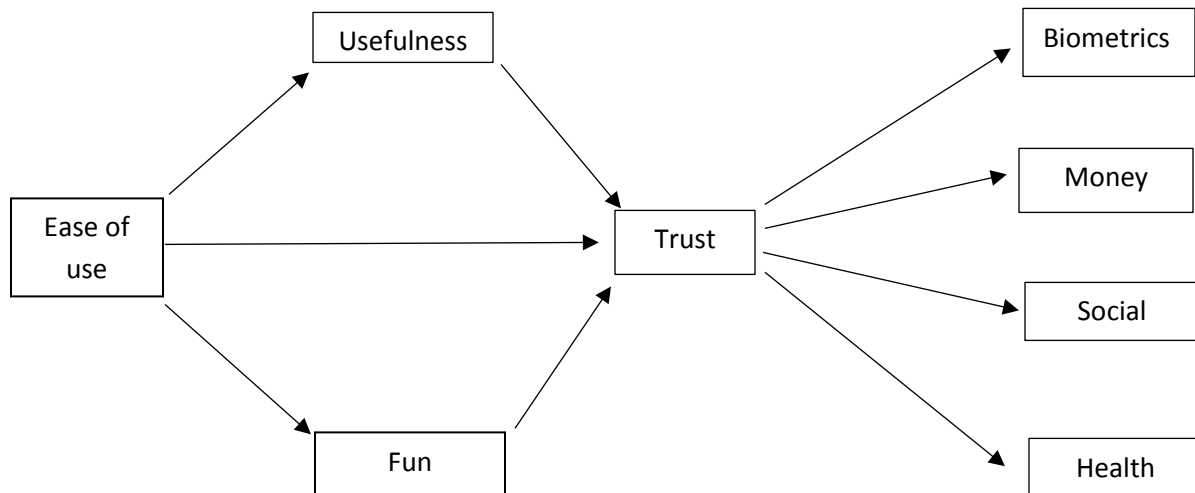 Usefulness
Biometrics
Money
Ease of
use
Trust
Social
Fun
Health